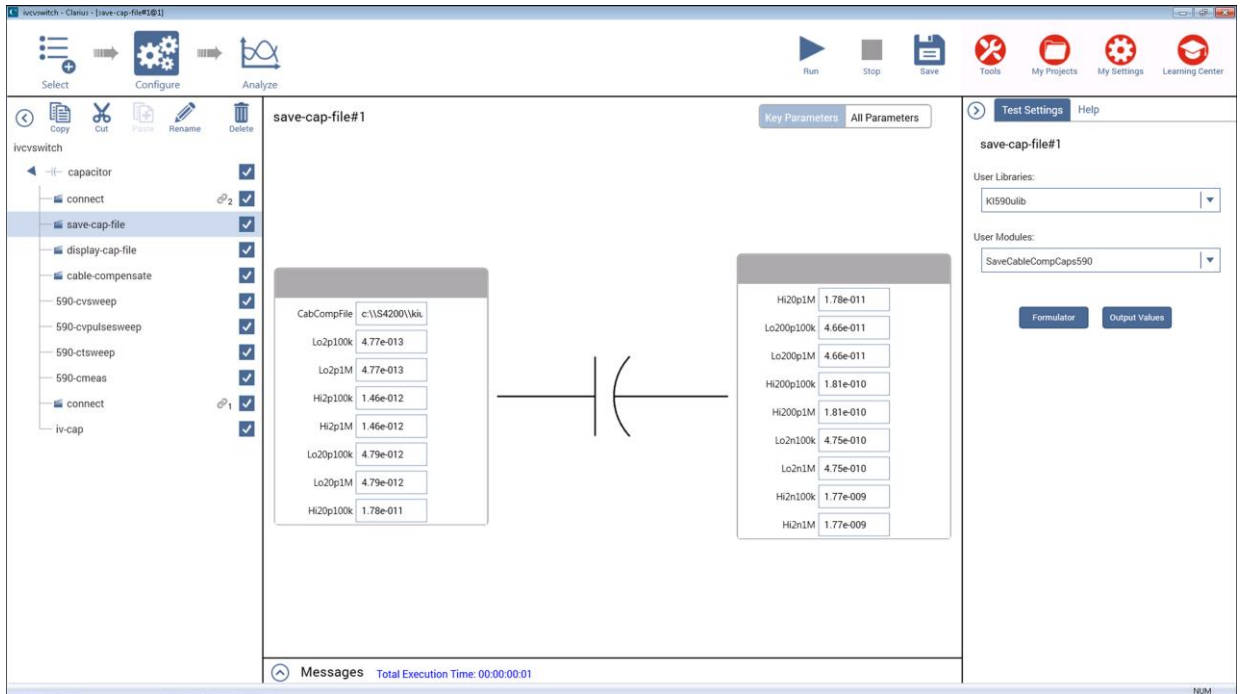 ivcvswitch - Clarius - [save-cap-file#1@1]
Select
Configure
Analyze
Run
Stop
Save
Tools
My Projects
My Settings
Learning Center
Copy
Cut
Paste
Rename
Delete
ivcvswitch
capacitor
connect 2
save-cap-file
display-cap-file
cable-compensate
590-cvsweep
590-cvpulsesweep
590-ctsweep
590-cmeas
connect 1
iv-cap
save-cap-file#1
Key Parameters All Parameters
CabCompFile c:\\S4200\\kiu
Lo2p100k 4.77e-013
Lo2p1M 4.77e-013
Hi2p100k 1.46e-012
Hi2p1M 1.46e-012
Lo20p100k 4.79e-012
Lo20p1M 4.79e-012
Hi20p100k 1.78e-011
Hi20p1M 1.78e-011
Lo200p100k 4.66e-011
Lo200p1M 4.66e-011
Hi200p100k 1.81e-010
Hi200p1M 1.81e-010
Lo2n100k 4.75e-010
Lo2n1M 4.75e-010
Hi2n100k 1.77e-009
Hi2n1M 1.77e-009
Messages Total Execution Time: 00:00:00:01
Test Settings Help
save-cap-file#1
User Libraries:
KI590ulib
User Modules:
SaveCableCompCaps590
Formulator Output Values
NUM